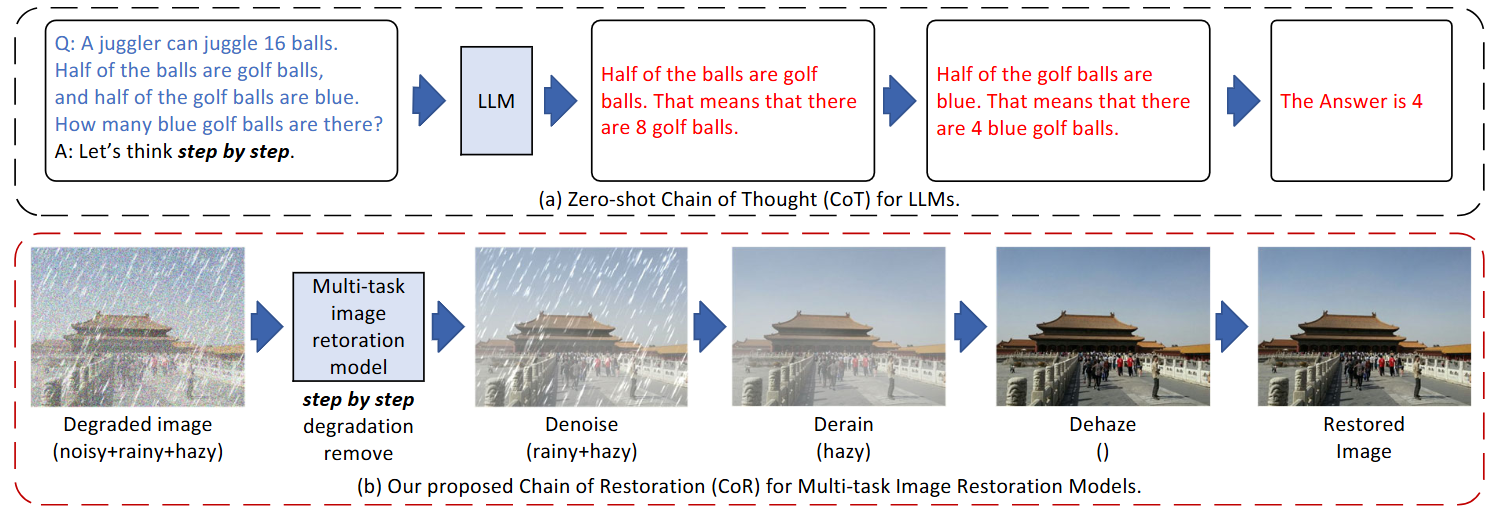 Q: A juggler can juggle 16 balls.
Half of the balls are golf balls,
and half of the golf balls are blue.
How many blue golf balls are there?
A: Let’s think step by step.
LLM
Half of the balls are golf
balls. That means that there
are 8 golf balls.
Half of the golf balls are
blue. That means that there
are 4 blue golf balls.
The Answer is 4
(a) Zero-shot Chain of Thought (CoT) for LLMs.
Multi-task
image
retoration
model
step by step
degradation
remove
Degraded image
(noisy+rainy+hazy)
Denoise
(rainy+hazy)
Derain
(hazy)
Dehaze
()
Restored
Image
(b) Our proposed Chain of Restoration (CoR) for Multi-task Image Restoration Models.